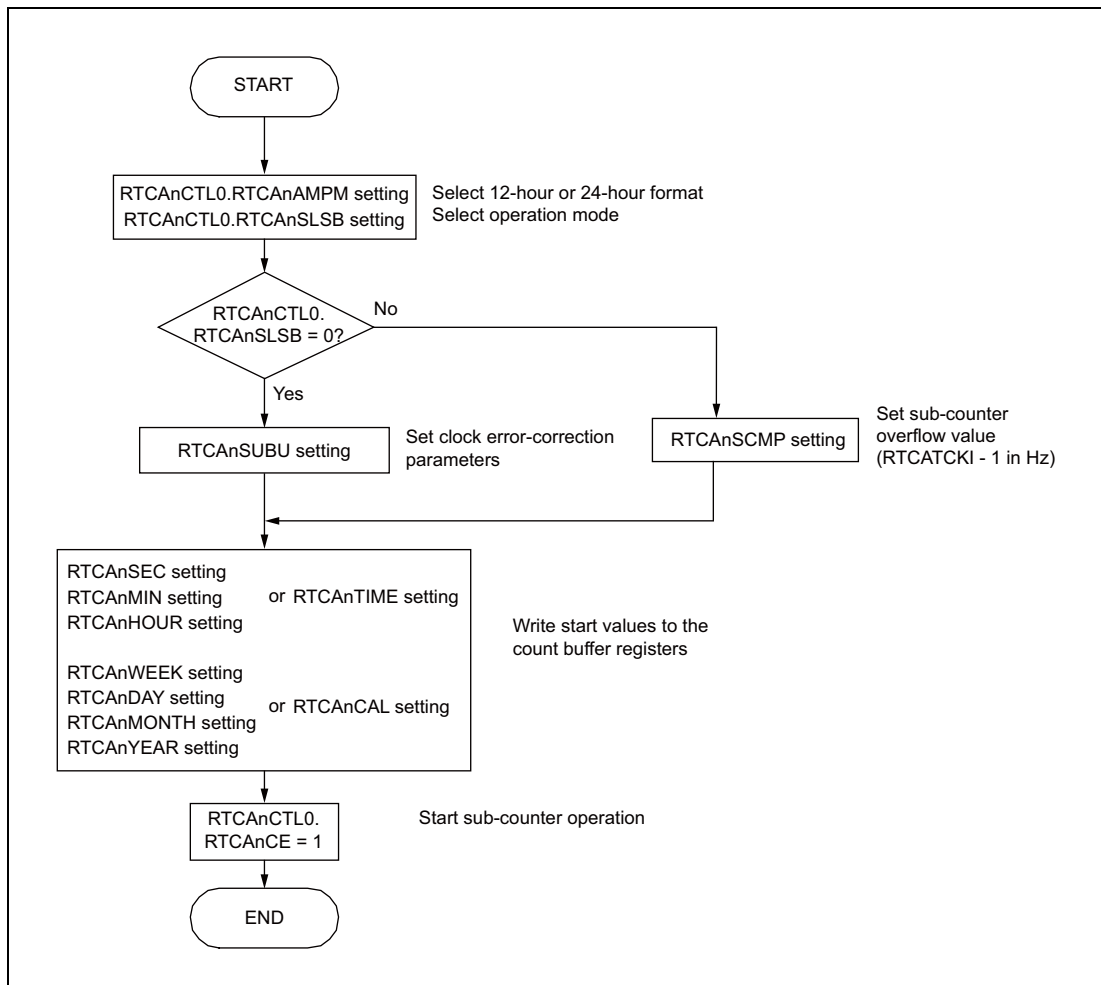 START
RTCAnCTL0.RTCAnAMPM setting
RTCAnCTL0.RTCAnSLSB setting
Select 12-hour or 24-hour format
Select operation mode
RTCAnCTL0.
RTCAnSLSB = 0?
No
Yes
RTCAnSUBU setting
Set clock error-correction
parameters
RTCAnSCMP setting
Set sub-counter
overflow value
(RTCATCKI - 1 in Hz)
RTCAnSEC setting
RTCAnMIN setting
RTCAnHOUR setting
or RTCAnTIME setting
RTCAnWEEK setting
RTCAnDAY setting
RTCAnMONTH setting
RTCAnYEAR setting
or RTCAnCAL setting
Write start values to the
count buffer registers
RTCAnCTL0.
RTCAnCE = 1
Start sub-counter operation
END